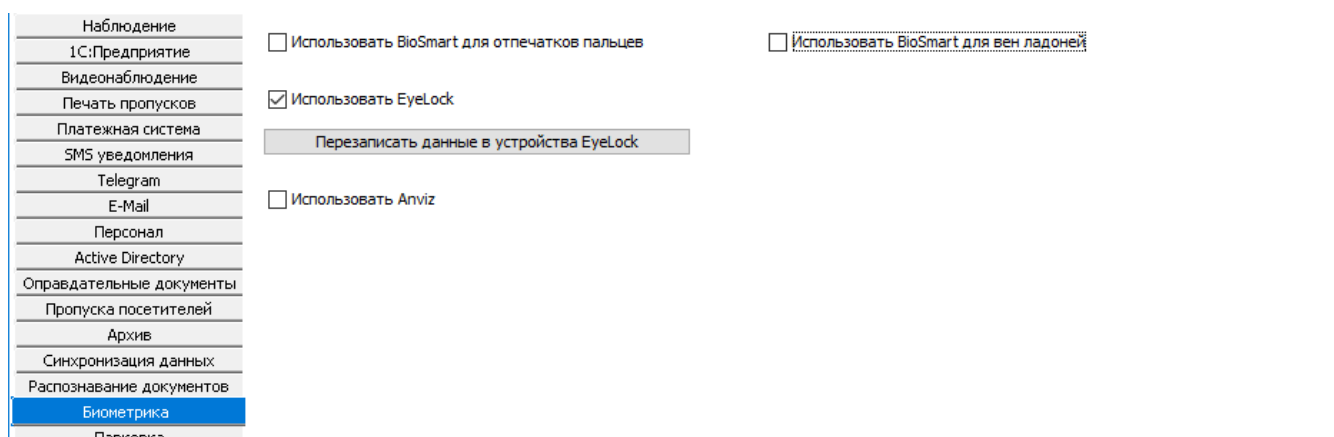 Наблюдение
1С:Предприятие
Видеонаблюдение
Печать пропусков
Платежная система
SMS уведомления
Telegram
E-Mail
Персонал
Active Directory
Оправдательные документы
Пропуска посетителей
Архив
Синхронизация данных
Распознавание документов
Биометрика
Использовать BioSmart для отпечатков пальцев
Использовать BioSmart для вен ладоней
Использовать EyeLock
Перезаписать данные в устройства EyeLock
Использовать Anviz